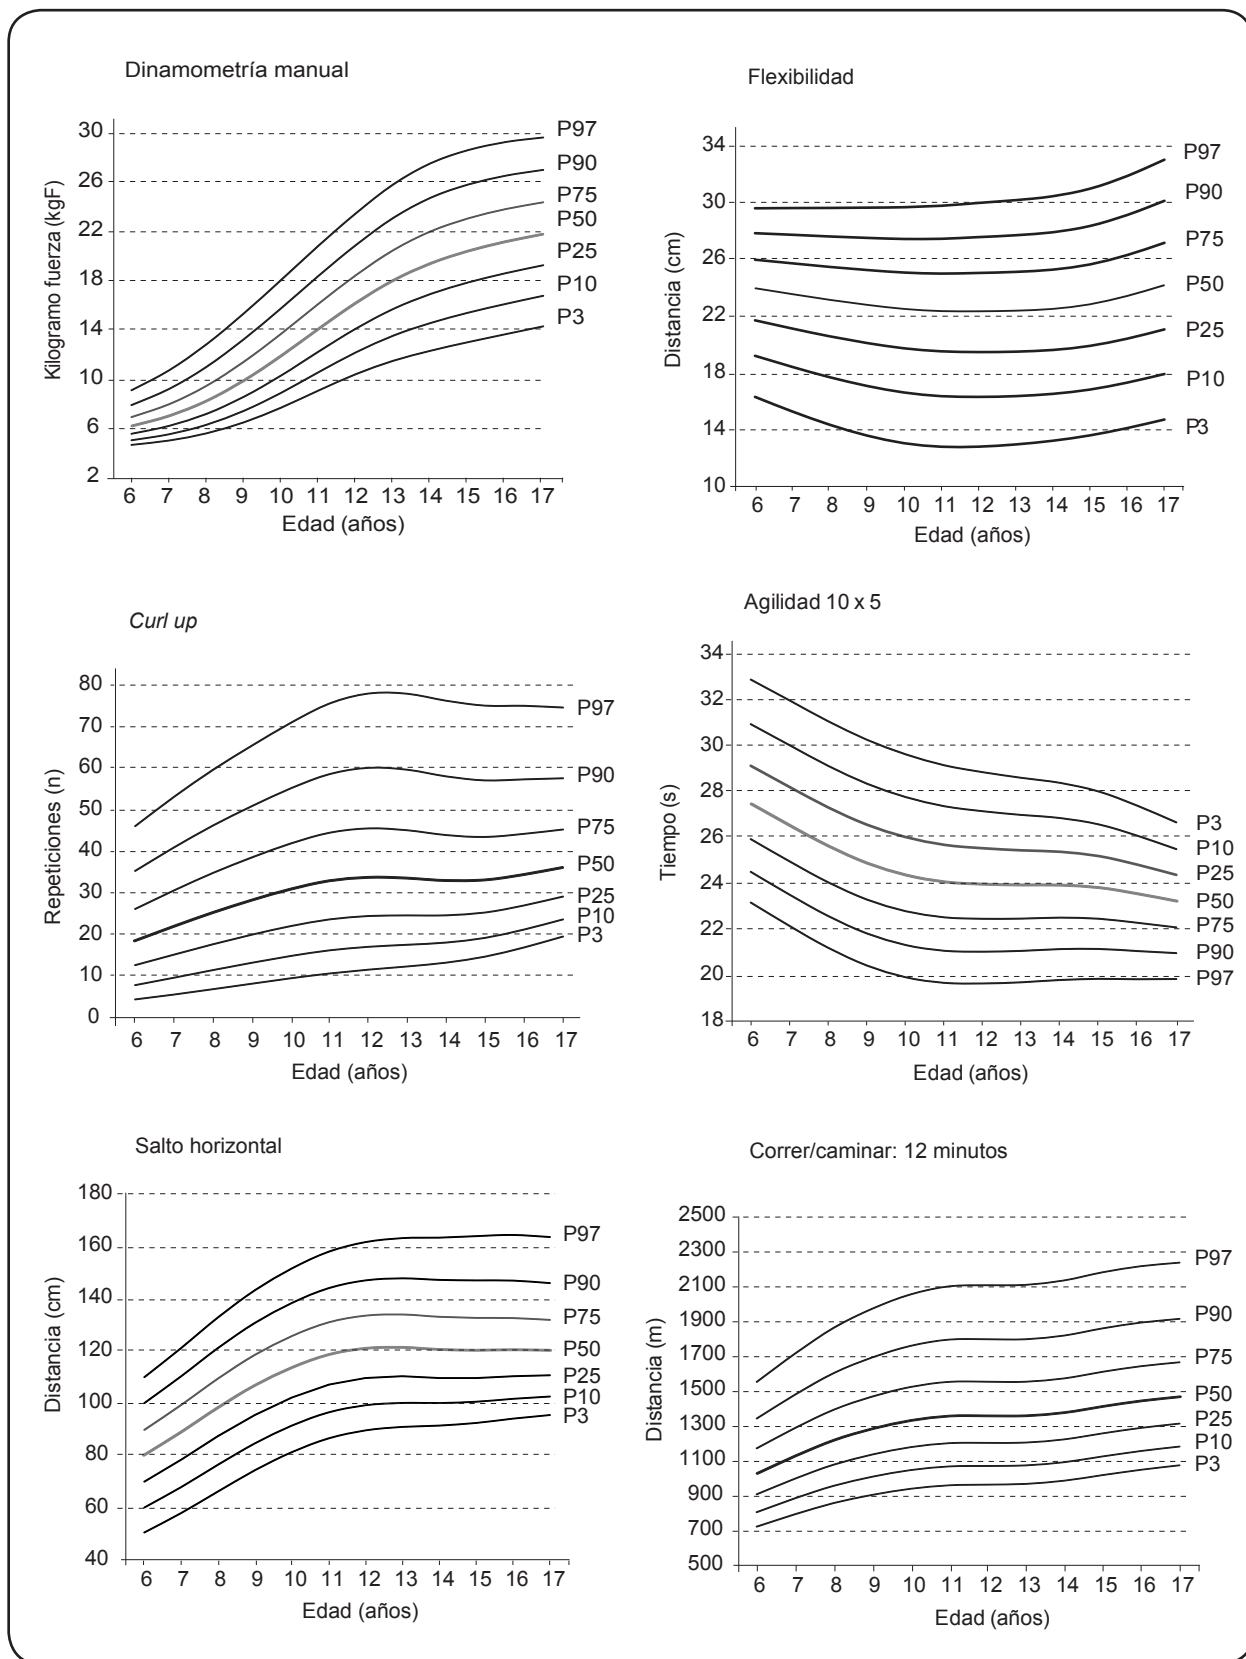 Dinamometría manual
Kilogramo fuerza (kgF)
30
26
22
18
14
10
6
2
P97
P90
P75
P50
P25
P10
P3
6 7 8 9 10 11 12 13 14 15 16 17
Edad (años)
Flexibilidad
Distancia (cm)
34
30
26
22
18
14
10
P97
P90
P75
P50
P25
P10
P3
6 7 8 9 10 11 12 13 14 15 16 17
Edad (años)
Curl up
Repeticiones (n)
80
70
60
50
40
30
20
10
0
P97
P90
P75
P50
P25
P10
P3
6 7 8 9 10 11 12 13 14 15 16 17
Edad (años)
Agilidad 10 x 5
Tiempo (s)
34
32
30
28
26
24
22
20
18
P3
P10
P25
P50
P75
P90
P97
6 7 8 9 10 11 12 13 14 15 16 17
Edad (años)
Salto horizontal
Distancia (cm)
180
160
140
120
100
80
60
40
P97
P90
P75
P50
P25
P10
P3
6 7 8 9 10 11 12 13 14 15 16 17
Edad (años)
Correr/caminar: 12 minutos
Distancia (m)
2500
2300
2100
1900
1700
1500
1300
1100
900
700
500
P97
P90
P75
P50
P25
P10
P3
6 7 8 9 10 11 12 13 14 15 16 17
Edad (años)